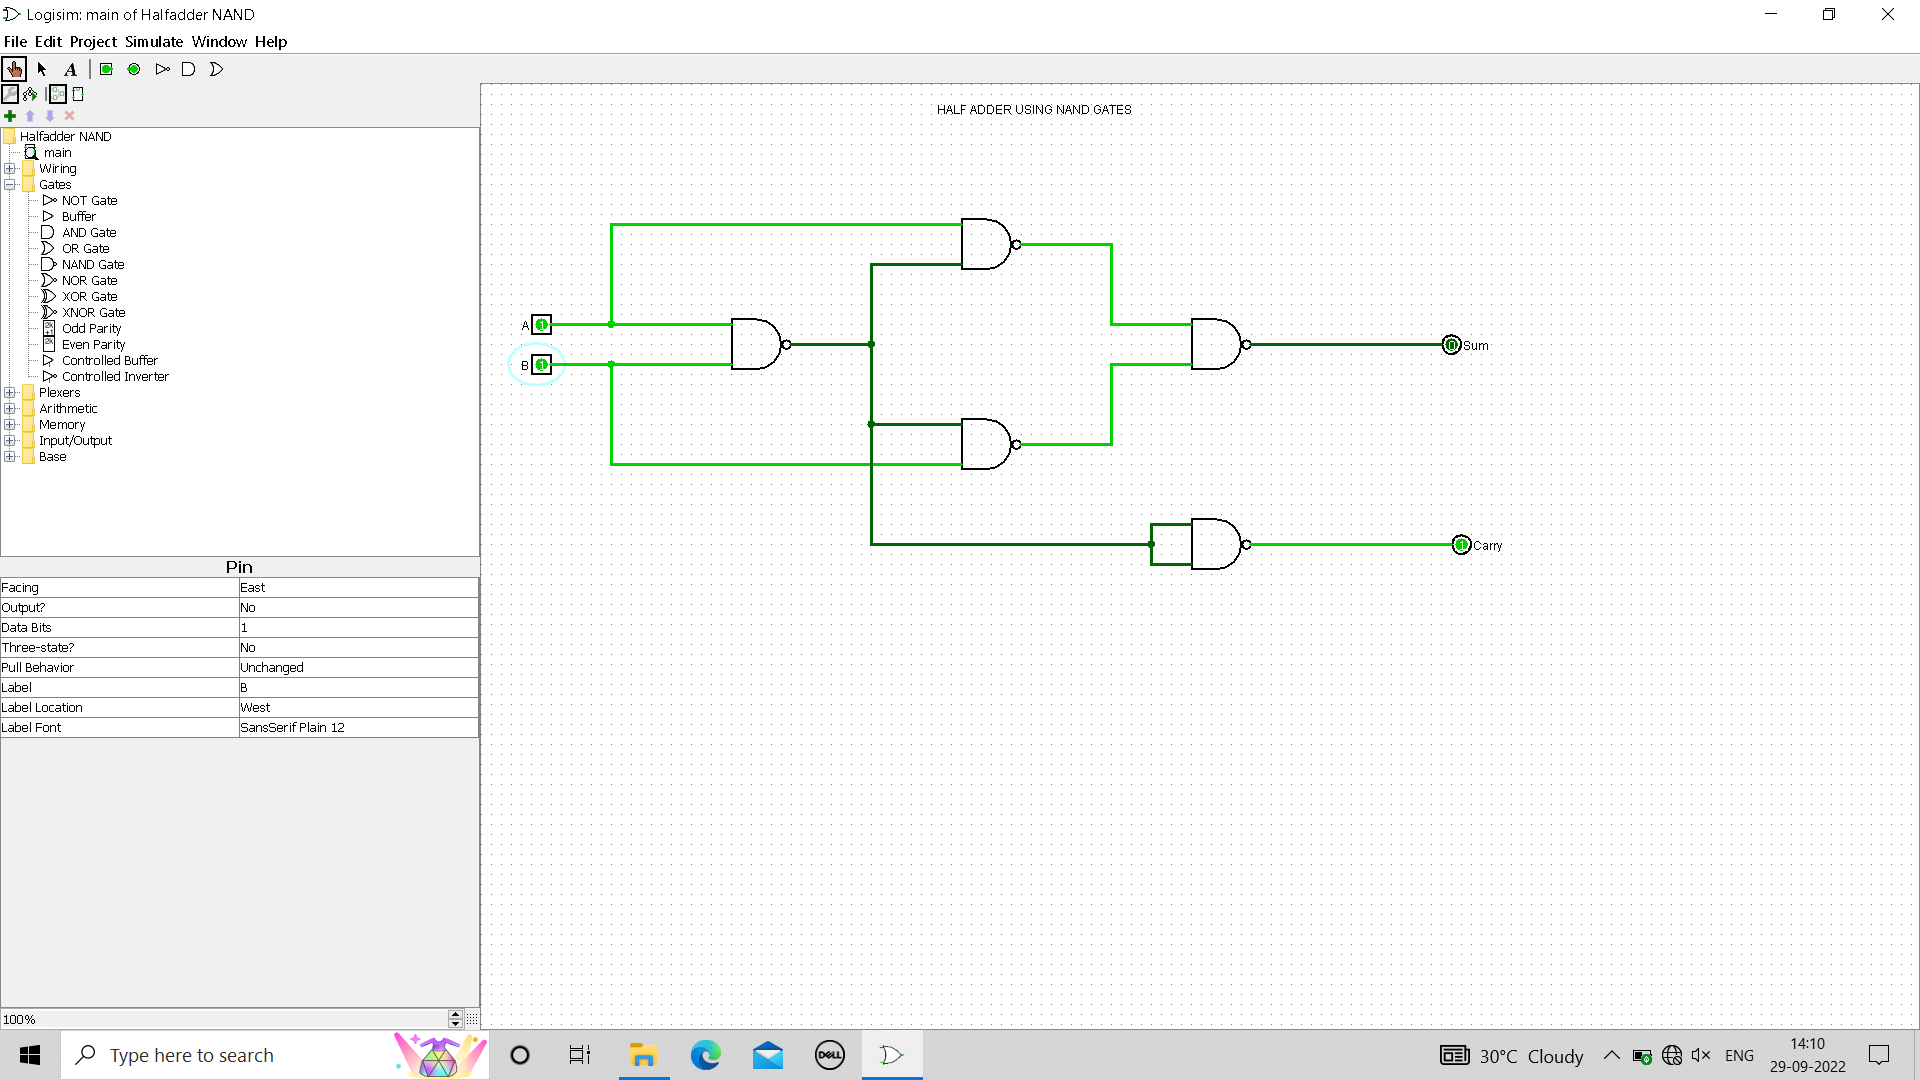 Logisim: main of Halfadder NAND
File Edit Project Simulate Window Help
A
Halfadder NAND
main
Wiring
Gates
NOT Gate
Buffer
AND Gate
OR Gate
NAND Gate
NOR Gate
XOR Gate
XNOR Gate
Odd Parity
Even Parity
Controlled Buffer
Controlled Inverter
Plexers
Arithmetic
Memory
Input/Output
Base
Pin
Facing East
Output? No
Data Bits 1
Three-state? No
Pull Behavior Unchanged
Label B
Label Location West
Label Font SansSerif Plain 12
100%
HALF ADDER USING NAND GATES
A 1
B 1
0 Sum
1 Carry
Type here to search
DELL
30°C Cloudy
ENG
14:10
29-09-2022